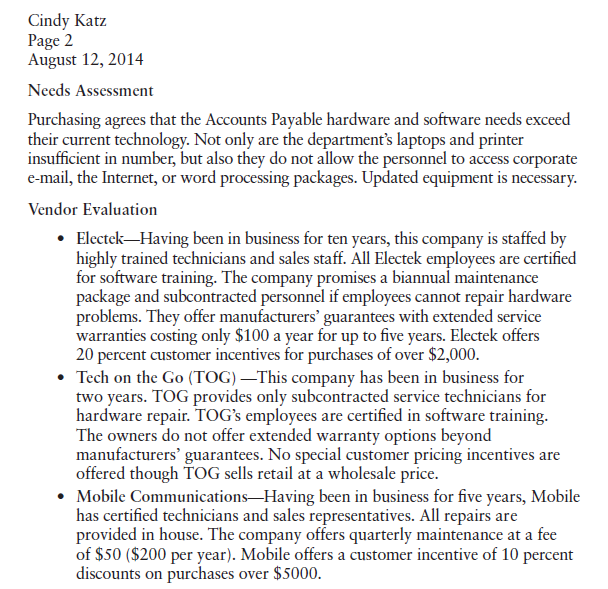 Cindy Katz
Page 2
August 12, 2014
Needs Assessment
Purchasing agrees that the Accounts Payable hardware and software needs exceed
their current technology. Not only are the department’s laptops and printer
insufficient in number, but also they do not allow the personnel to access corporate
e-mail, the Internet, or word processing packages. Updated equipment is necessary.
Vendor Evaluation
• Electek—Having been in business for ten years, this company is staffed by
highly trained technicians and sales staff. All Electek employees are certified
for software training. The company promises a biannual maintenance
package and subcontracted personnel if employees cannot repair hardware
problems. They offer manufacturers’ guarantees with extended service
warranties costing only $100 a year for up to five years. Electek offers
20 percent customer incentives for purchases of over $2,000.
• Tech on the Go (TOG) —This company has been in business for
two years. TOG provides only subcontracted service technicians for
hardware repair. TOG’s employees are certified in software training.
The owners do not offer extended warranty options beyond
manufacturers’ guarantees. No special customer pricing incentives are
offered though TOG sells retail at a wholesale price.
• Mobile Communications—Having been in business for five years, Mobile
has certified technicians and sales representatives. All repairs are
provided in house. The company offers quarterly maintenance at a fee
of $50 ($200 per year). Mobile offers a customer incentive of 10 percent
discounts on purchases over $5000.